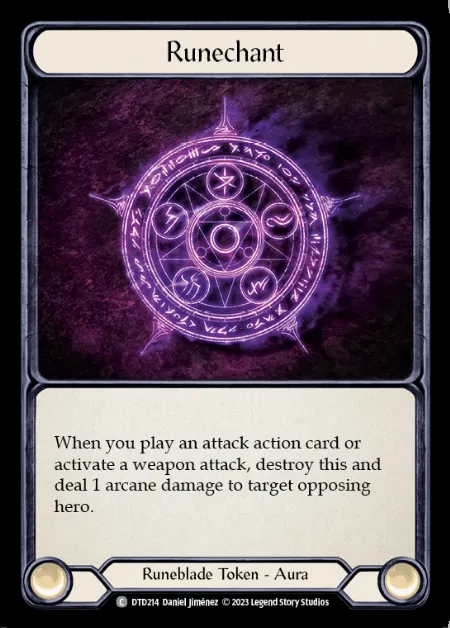 Runechant
When you play an attack action card or
activate a weapon attack, destroy this and
deal 1 arcane damage to target opposing
hero.
Runeblade Token - Aura
C DTD214 Daniel Jiménez © 2023 Legend Story Studios